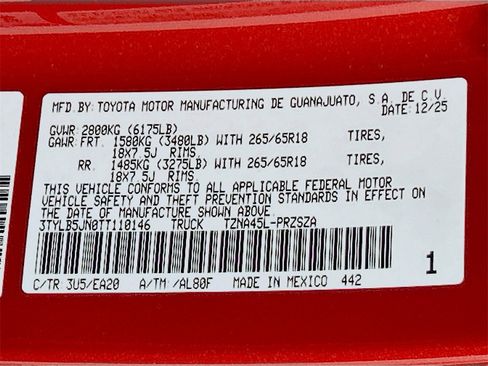 MFD BY: TOYOTA MOTOR MANUFACTURING DE GUANAJUATO, S.A. DE C.V.
DATE: 12/25
GVWR: 2800KG (6175LB)
GAWR: FRT. 1580KG (3480LB) WITH 265/65R18 TIRES,
18X7.5J RIMS.
RR. 1485KG (3275LB) WITH 265/65R18 TIRES,
18X7.5J RIMS.
THIS VEHICLE CONFORMS TO ALL APPLICABLE FEDERAL MOTOR
VEHICLE SAFETY AND THEFT PREVENTION STANDARDS IN EFFECT ON
THE DATE OF MANUFACTURE SHOWN ABOVE.
3TYLB5JN0TT110146 TRUCK TZNA45L-PRZSZA
1
C/TR: 3U5/EA20 A/TM: /AL80F MADE IN MEXICO 442